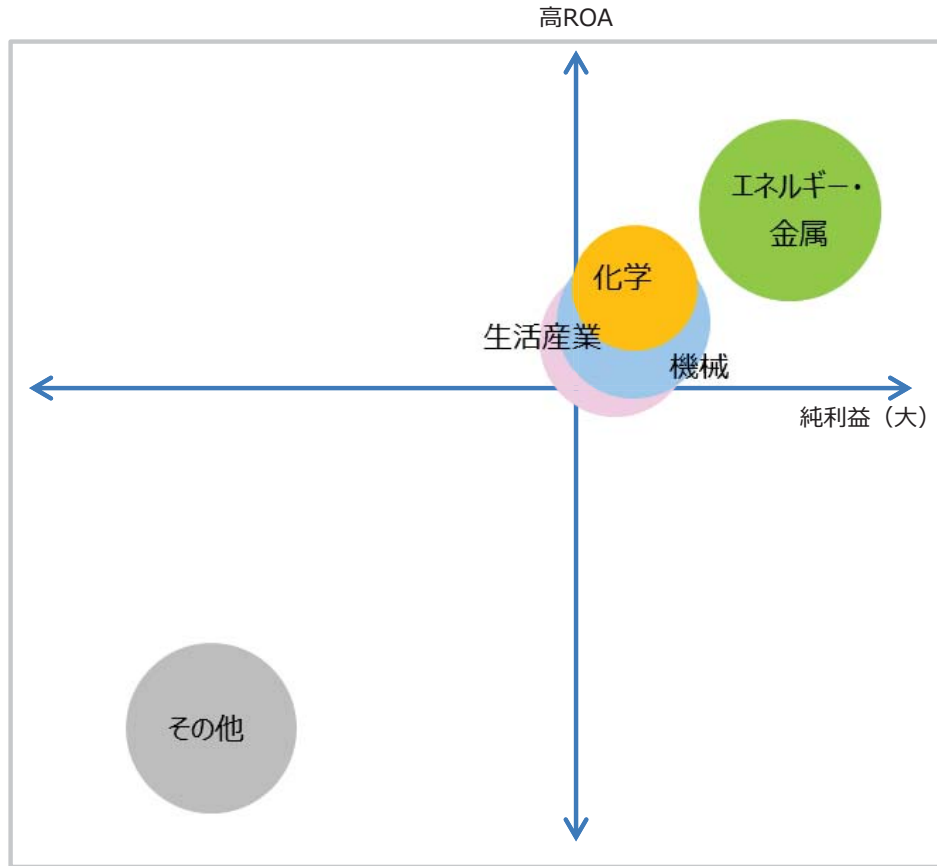 高ROA
エネルギー・
金属
化学
生活産業
機械
純利益（大）
その他